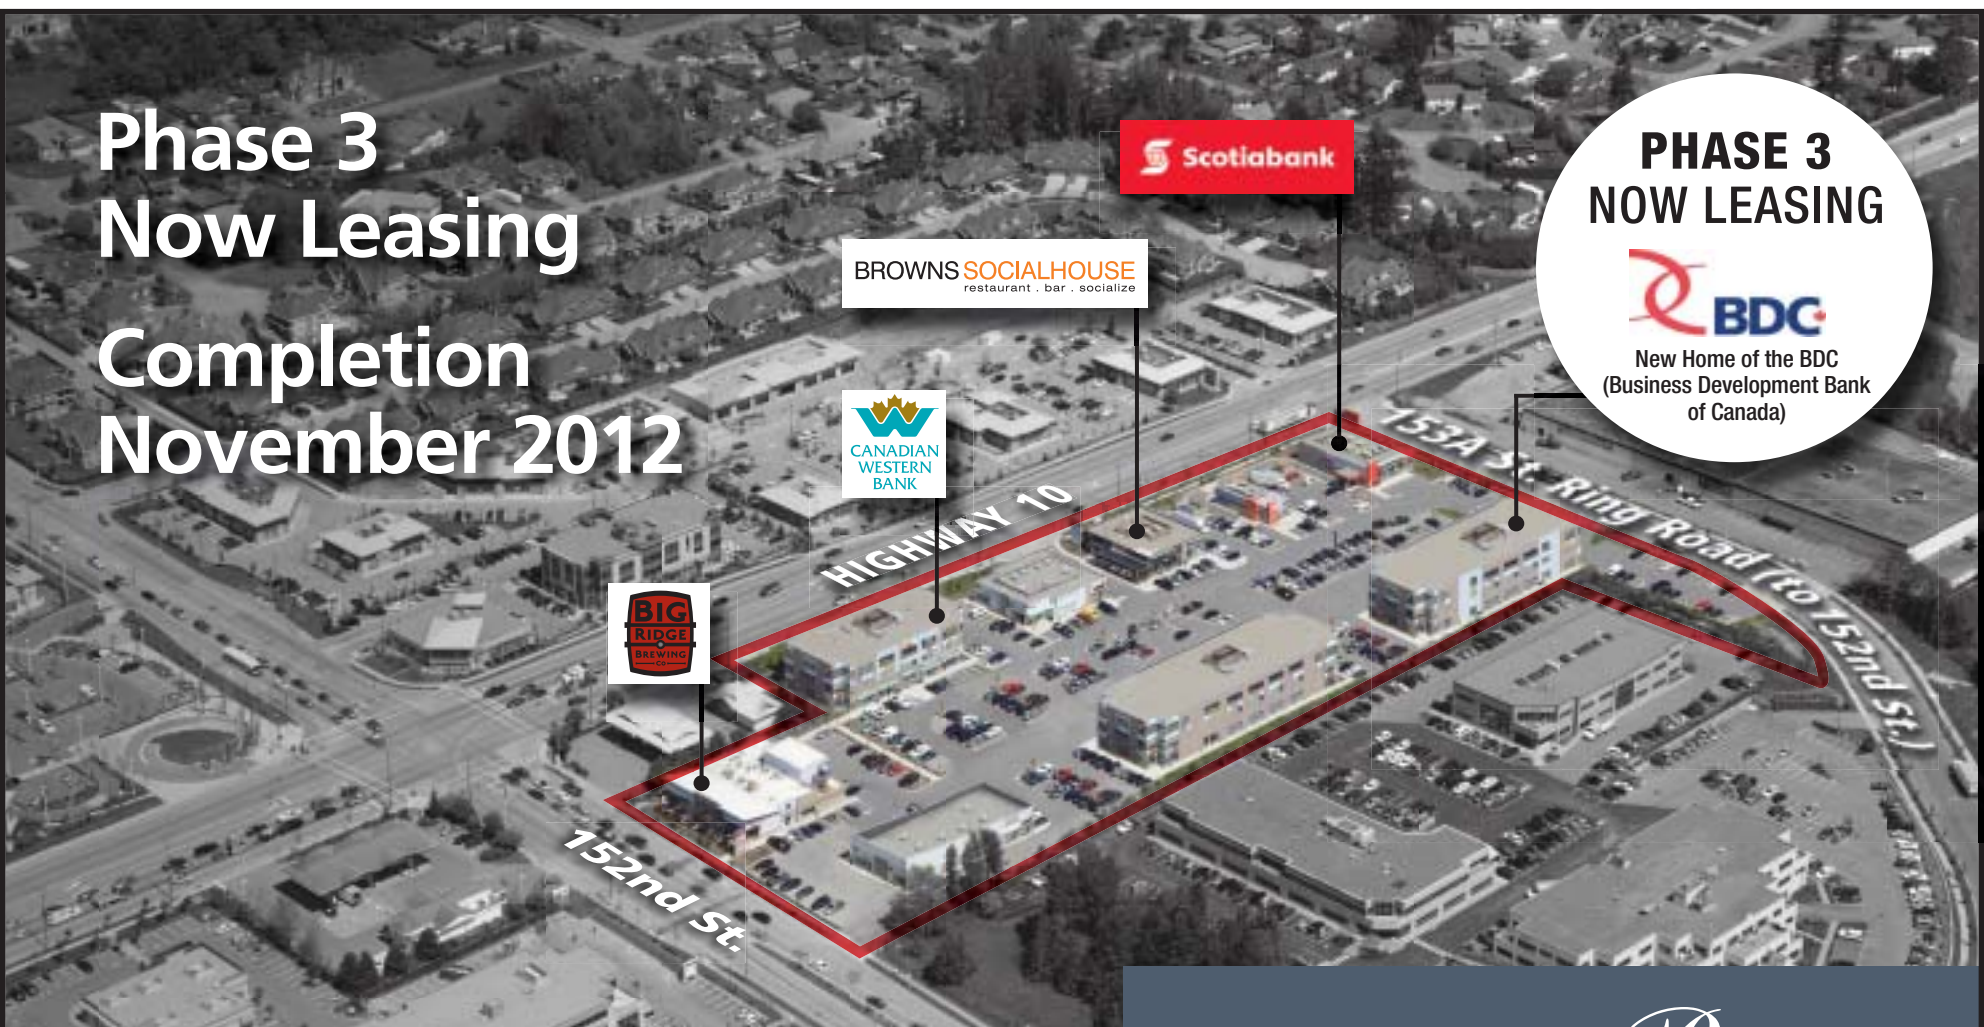 Phase 3
Now Leasing
Completion
November 2012
Scotiabank
BROWNS SOCIALHOUSE
restaurant . bar . socialize
CANADIAN
WESTERN
BANK
BIG
RIDGE
BREWING
CO
PHASE 3
NOW LEASING
BDC
New Home of the BDC
(Business Development Bank
of Canada)
HIGHWAY 10
153A St. Ring Road (to 152nd St.)
152nd St.